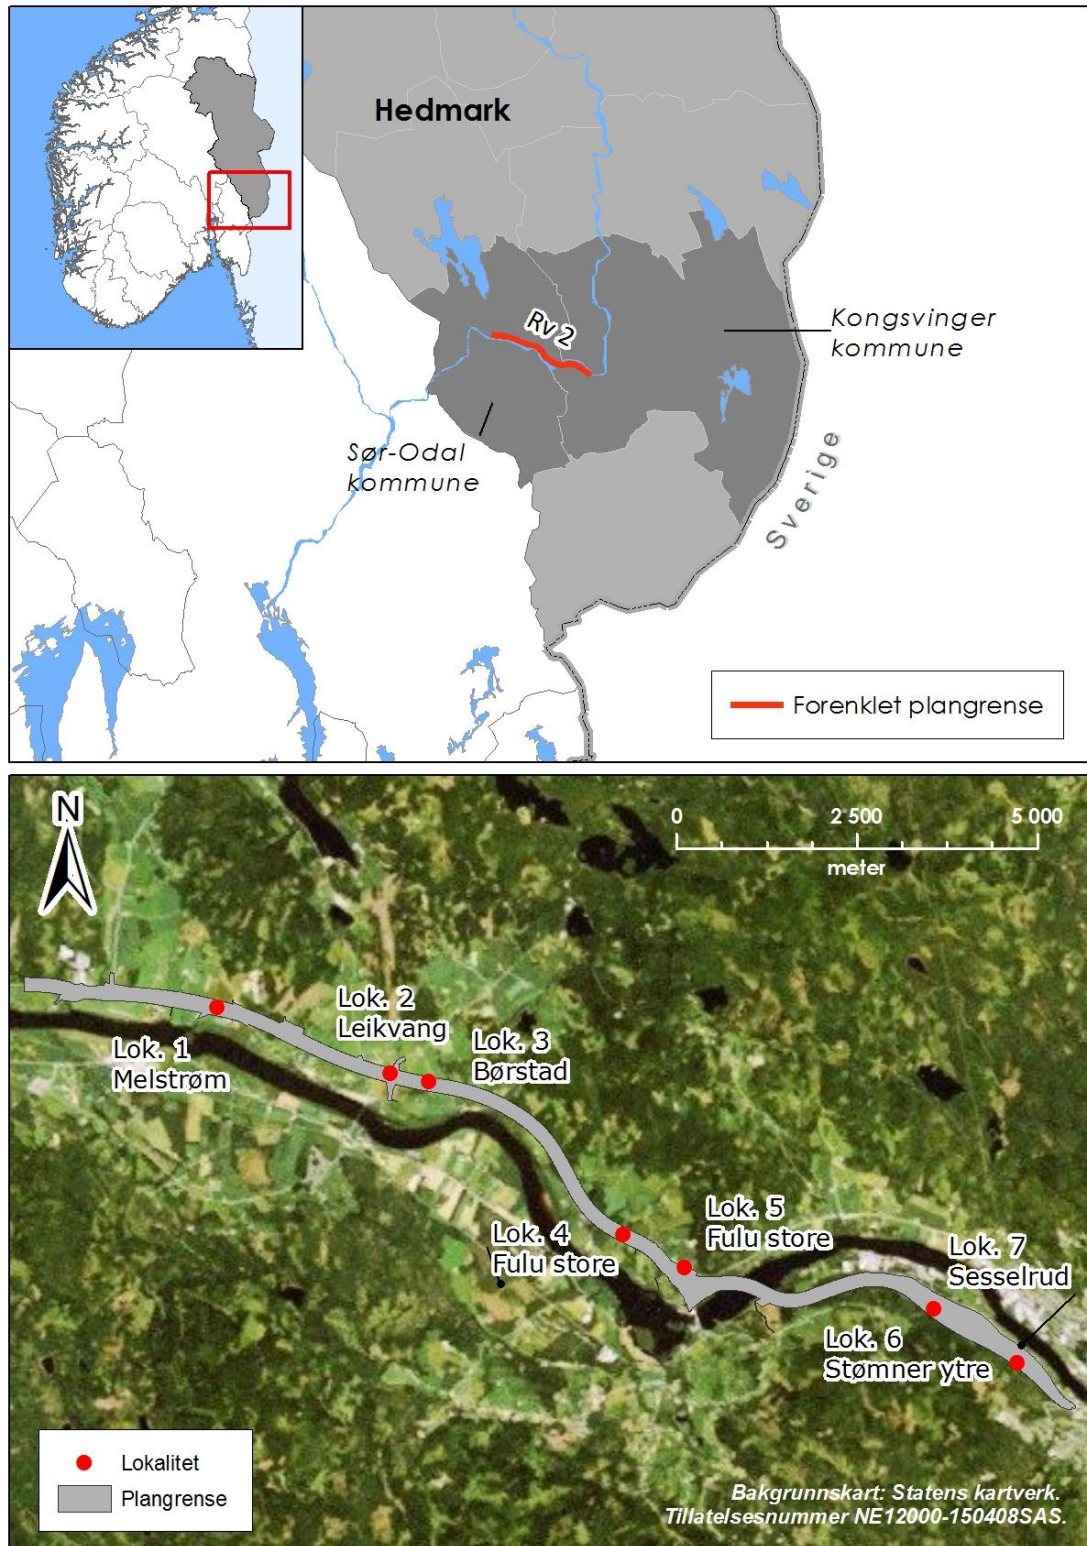 Hedmark
Rv 2
Kongsvinger
kommune
Sør-Odal
kommune
Sverige
Forenklet plangrense
N
0 2 500 5 000
meter
Lok. 1
Melstrøm
Lok. 2
Leikvang
Lok. 3
Børstad
Lok. 4
Fulu store
Lok. 5
Fulu store
Lok. 6
Stømner ytre
Lok. 7
Sesselrud
Lokalitet
Plangrense
Bakgrunnskart: Statens kartverk.
Tillatelsesnummer NE12000-150408SAS.